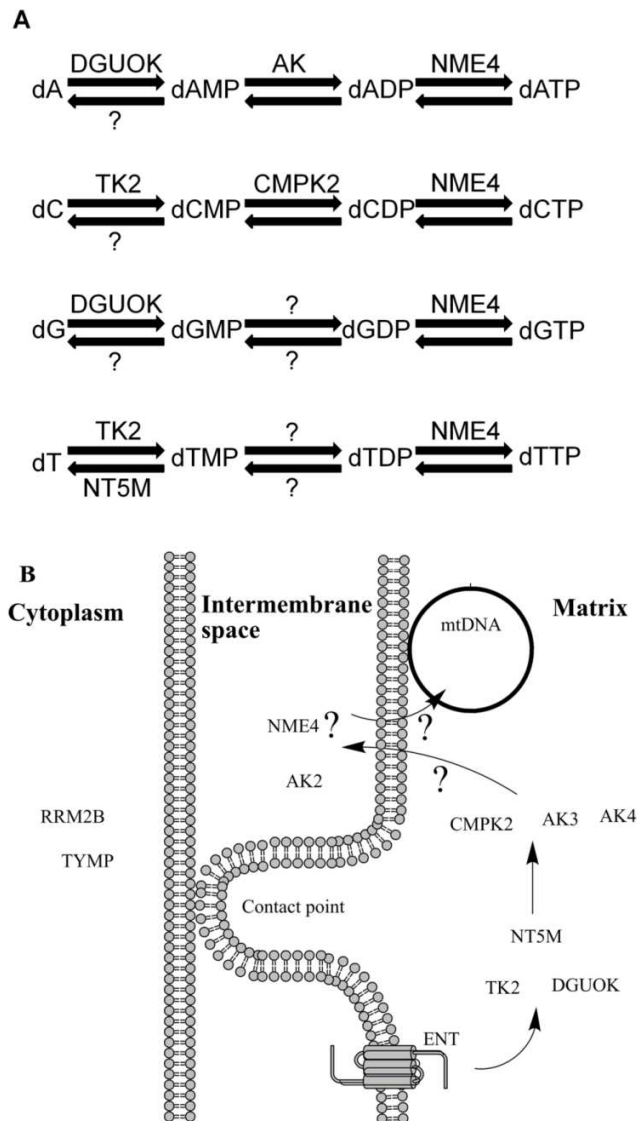 A
DGUOK AK NME4
dA dAMP dADP dATP
?
TK2 CMPK2 NME4
dC dCMP dCDP dCTP
?
DGUOK ? NME4
dG dGMP dGDP dGTP
? ?
TK2 ? NME4
dT dTMP dTDP dTTP
NT5M ?
B
Cytoplasm Intermembrane space Matrix
mtDNA
NME4 ? ?
?
AK2
RRM2B
CMPK2 AK3 AK4
TYMP
Contact point
NT5M
TK2 DGUOK
ENT